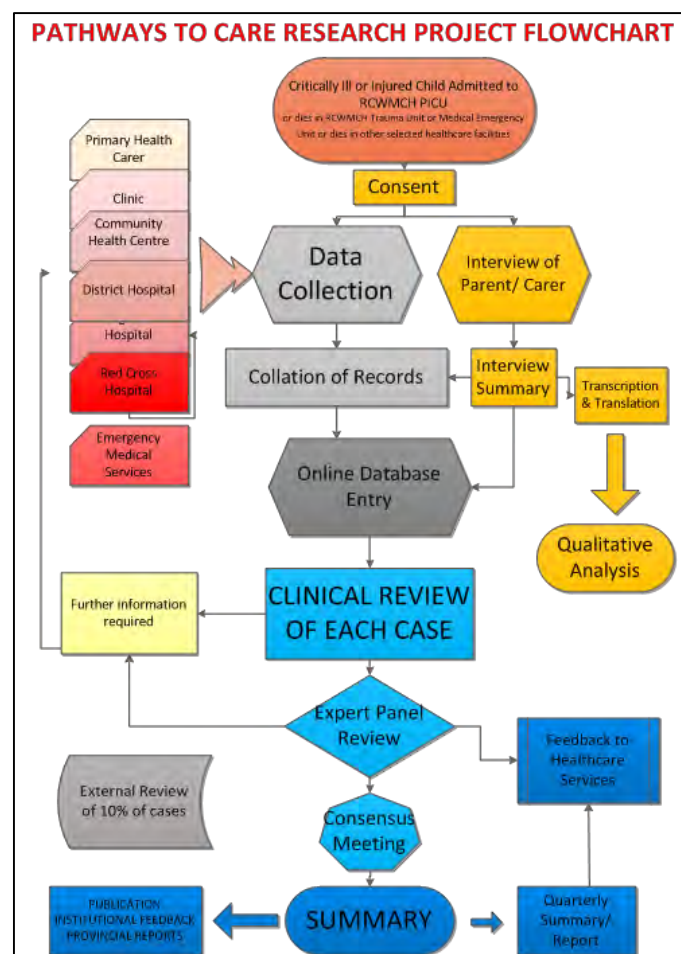 PATHWAYS TO CARE RESEARCH PROJECT FLOWCHART
Critically Ill or Injured Child Admitted to
RCWMCH PICU
or dies in RCWMCH Trauma Unit or Medical Emergency
Unit or dies in other selected healthcare facilities
Consent
Primary Health
Carer
Clinic
Community
Health Centre
District Hospital
Hospital
Red Cross
Hospital
Emergency
Medical
Services
Data
Collection
Interview of
Parent/ Carer
Collation of Records
Interview
Summary
Transcription
& Translation
Online Database
Entry
Qualitative
Analysis
CLINICAL REVIEW
OF EACH CASE
Further information
required
Expert Panel
Review
Feedback to
Healthcare
Services
External Review
of 10% of cases
Consensus
Meeting
PUBLICATION
INSTITUTIONAL FEEDBACK
PROVINCIAL REPORTS
SUMMARY
Quarterly
Summary/
Report